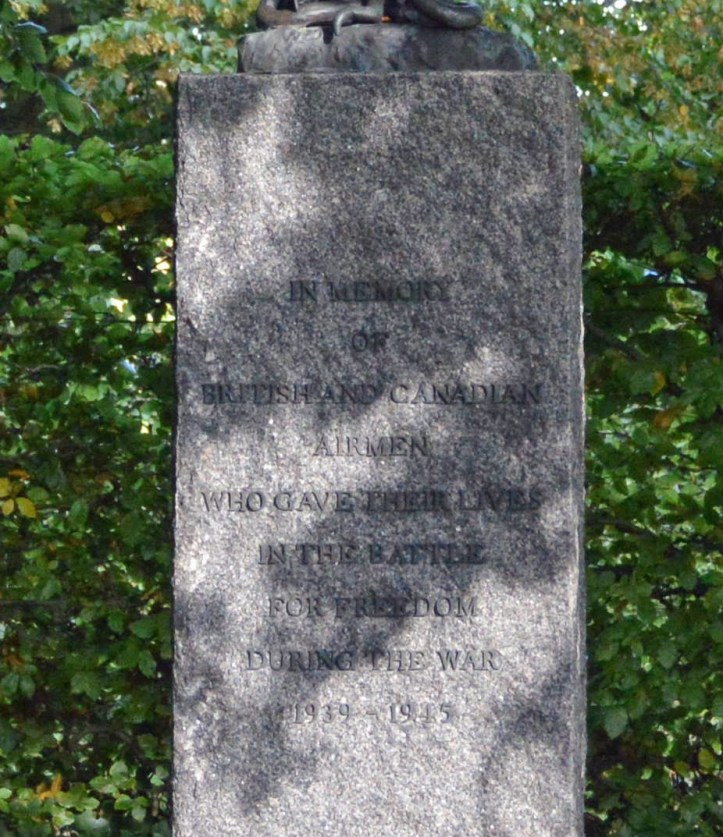 IN MEMORY
OF
BRITISH AND CANADIAN
AIRMEN
WHO GAVE THEIR LIVES
IN THE BATTLE
FOR FREEDOM
DURING THE WAR
1939 - 1945